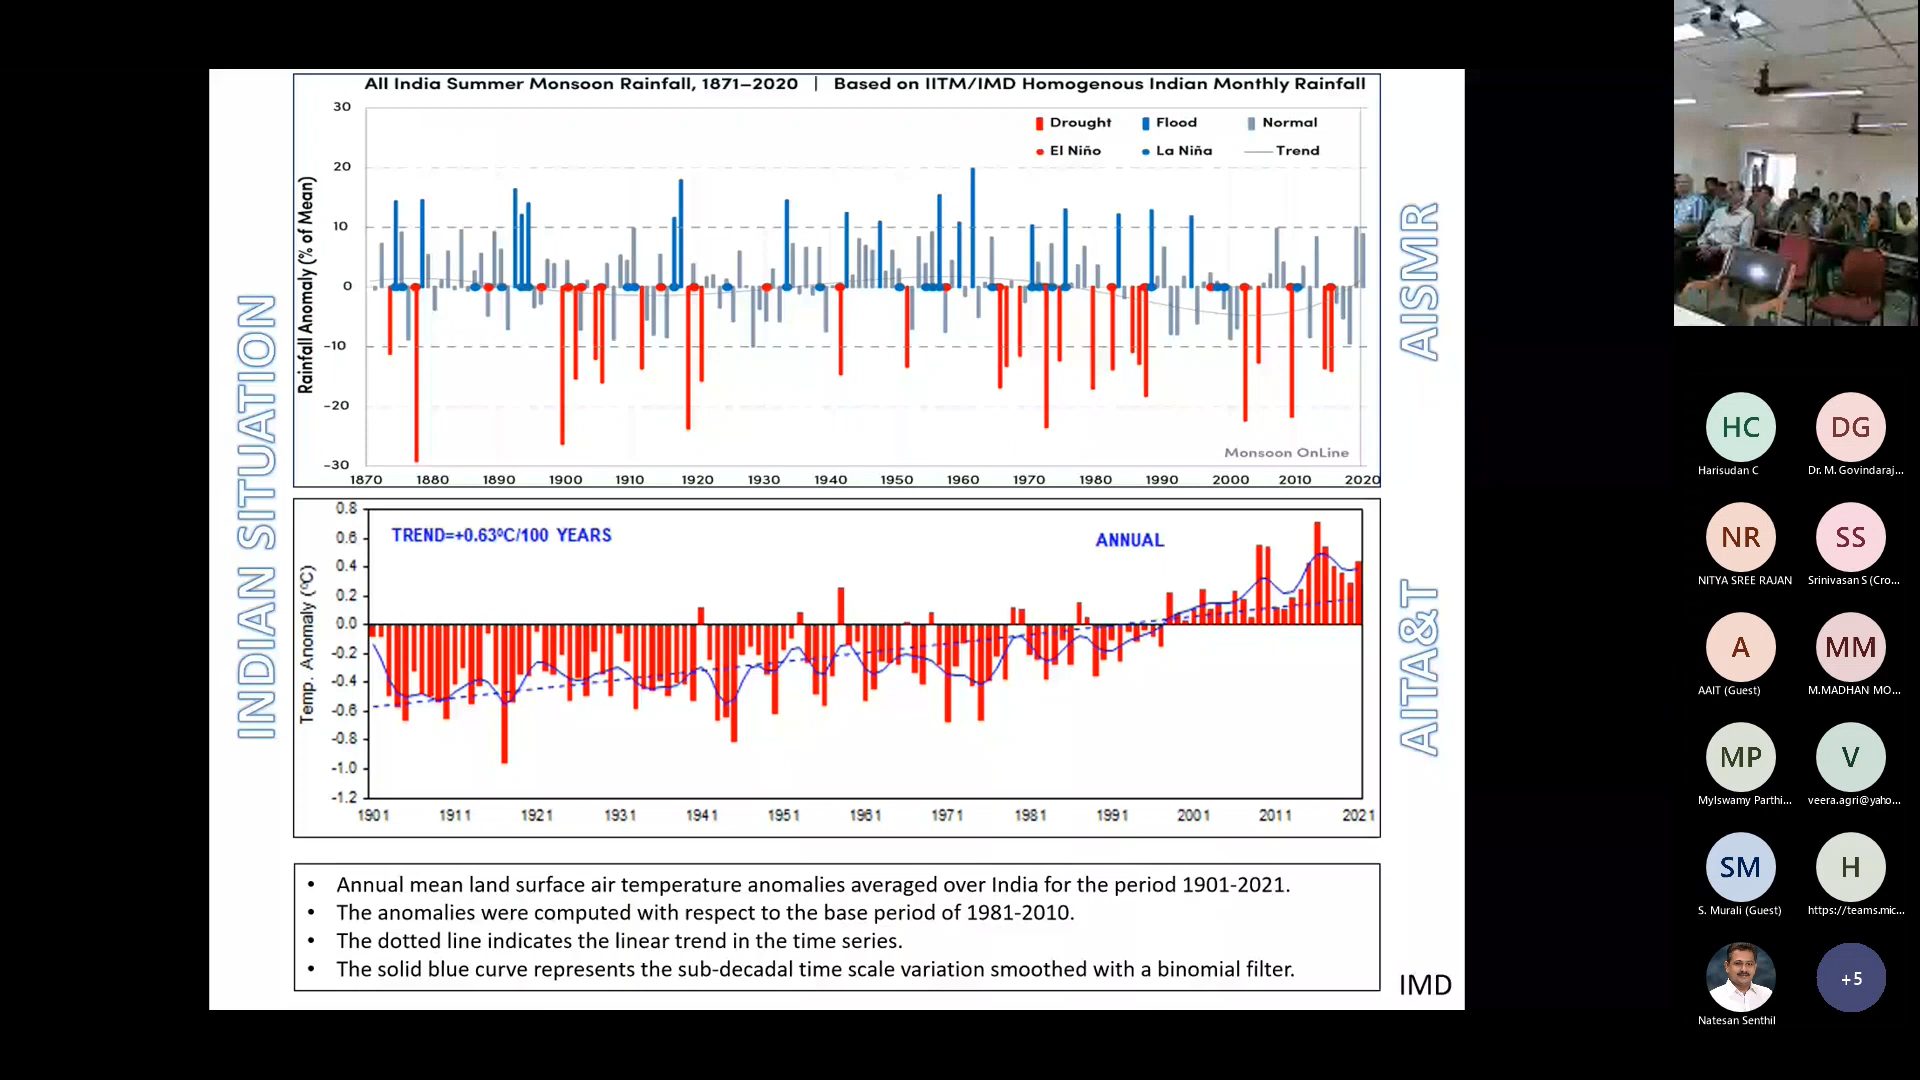 All India Summer Monsoon Rainfall, 1871–2020 | Based on IITM/IMD Homogenous Indian Monthly Rainfall
Drought Flood Normal
El Niño La Niña Trend
Rainfall Anomaly (% of Mean)
30
20
10
0
-10
-20
-30
Monsoon OnLine
1870 1880 1890 1900 1910 1920 1930 1940 1950 1960 1970 1980 1990 2000 2010 2020
INDIAN SITUATION
AISMR
TREND=+0.63⁰C/100 YEARS
ANNUAL
Temp. Anomaly (⁰C)
0.8
0.6
0.4
0.2
0.0
-0.2
-0.4
-0.6
-0.8
-1.0
-1.2
1901 1911 1921 1931 1941 1951 1961 1971 1981 1991 2001 2011 2021
AITA&T
• Annual mean land surface air temperature anomalies averaged over India for the period 1901-2021.
• The anomalies were computed with respect to the base period of 1981-2010.
• The dotted line indicates the linear trend in the time series.
• The solid blue curve represents the sub-decadal time scale variation smoothed with a binomial filter.
IMD
HC DG
Harisudan C Dr. M. Govindaraj...
NR SS
NITYA SREE RAJAN Srinivasan S (Cro...
A MM
AAIT (Guest) M.MADHAN MO...
MP V
Mylswamy Parthi... veera.agri@yaho...
SM H
S. Murali (Guest) https://teams.mic...
+5
Natesan Senthil